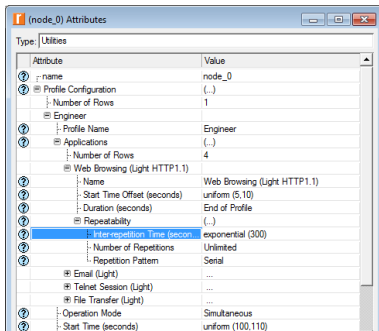 (node_0) Attributes
Type: Utilities
Attribute Value
name node_0
Profile Configuration (...)
Number of Rows 1
Engineer
Profile Name Engineer
Applications (...)
Number of Rows 4
Web Browsing (Light HTTP1.1)
Name Web Browsing (Light HTTP1.1)
Start Time Offset (seconds) uniform (5,10)
Duration (seconds) End of Profile
Repeatability (...)
Inter-repetition Time (secon... exponential (300)
Number of Repetitions Unlimited
Repetition Pattern Serial
Email (Light) ...
Telnet Session (Light) ...
File Transfer (Light) ...
Operation Mode Simultaneous
Start Time (seconds) uniform (100,110)